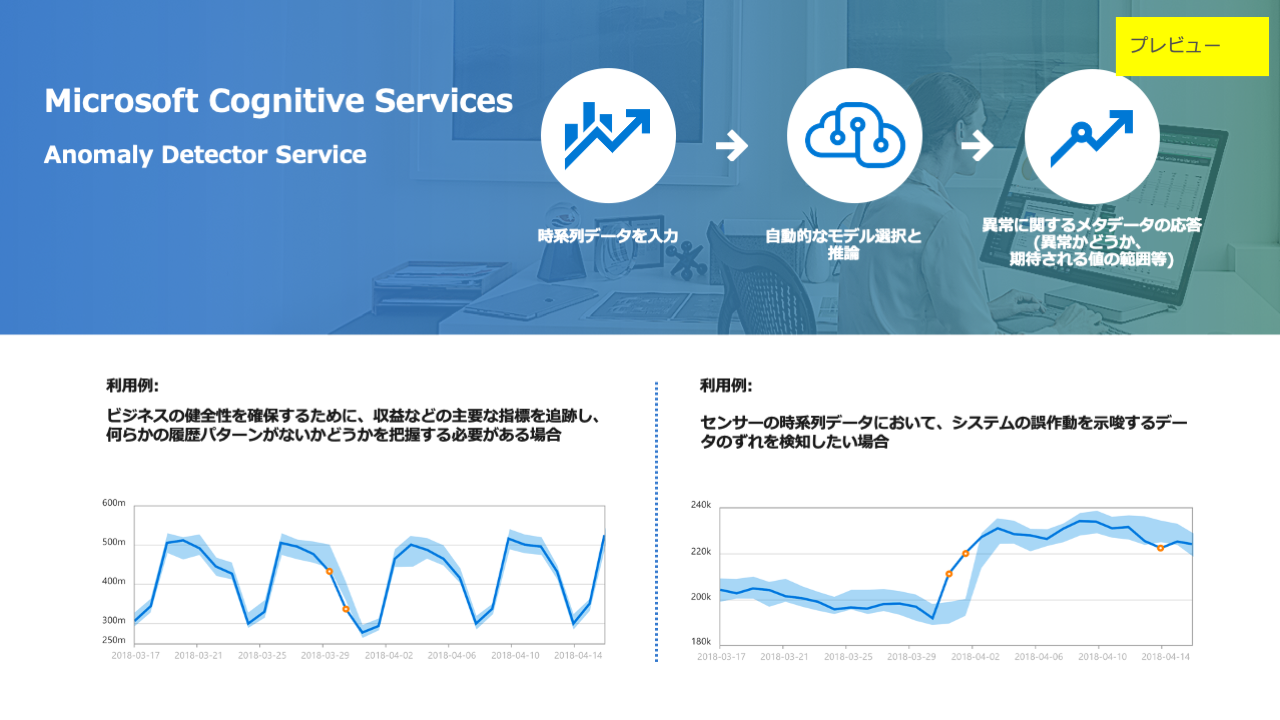 プレビュー
Microsoft Cognitive Services
Anomaly Detector Service
時系列データを入力
自動的なモデル選択と
推論
異常に関するメタデータの応答
(異常かどうか、
期待される値の範囲等)
利用例:
ビジネスの健全性を確保するために、収益などの主要な指標を追跡し、
何らかの履歴パターンがないかどうかを把握する必要がある場合
600m
500m
400m
300m
250m
2018-03-17
2018-03-21
2018-03-25
2018-03-29
2018-04-02
2018-04-06
2018-04-10
2018-04-14
利用例:
センサーの時系列データにおいて、システムの誤作動を示唆するデー
タのずれを検知したい場合
240k
220k
200k
180k
2018-03-17
2018-03-21
2018-03-25
2018-03-29
2018-04-02
2018-04-06
2018-04-10
2018-04-14